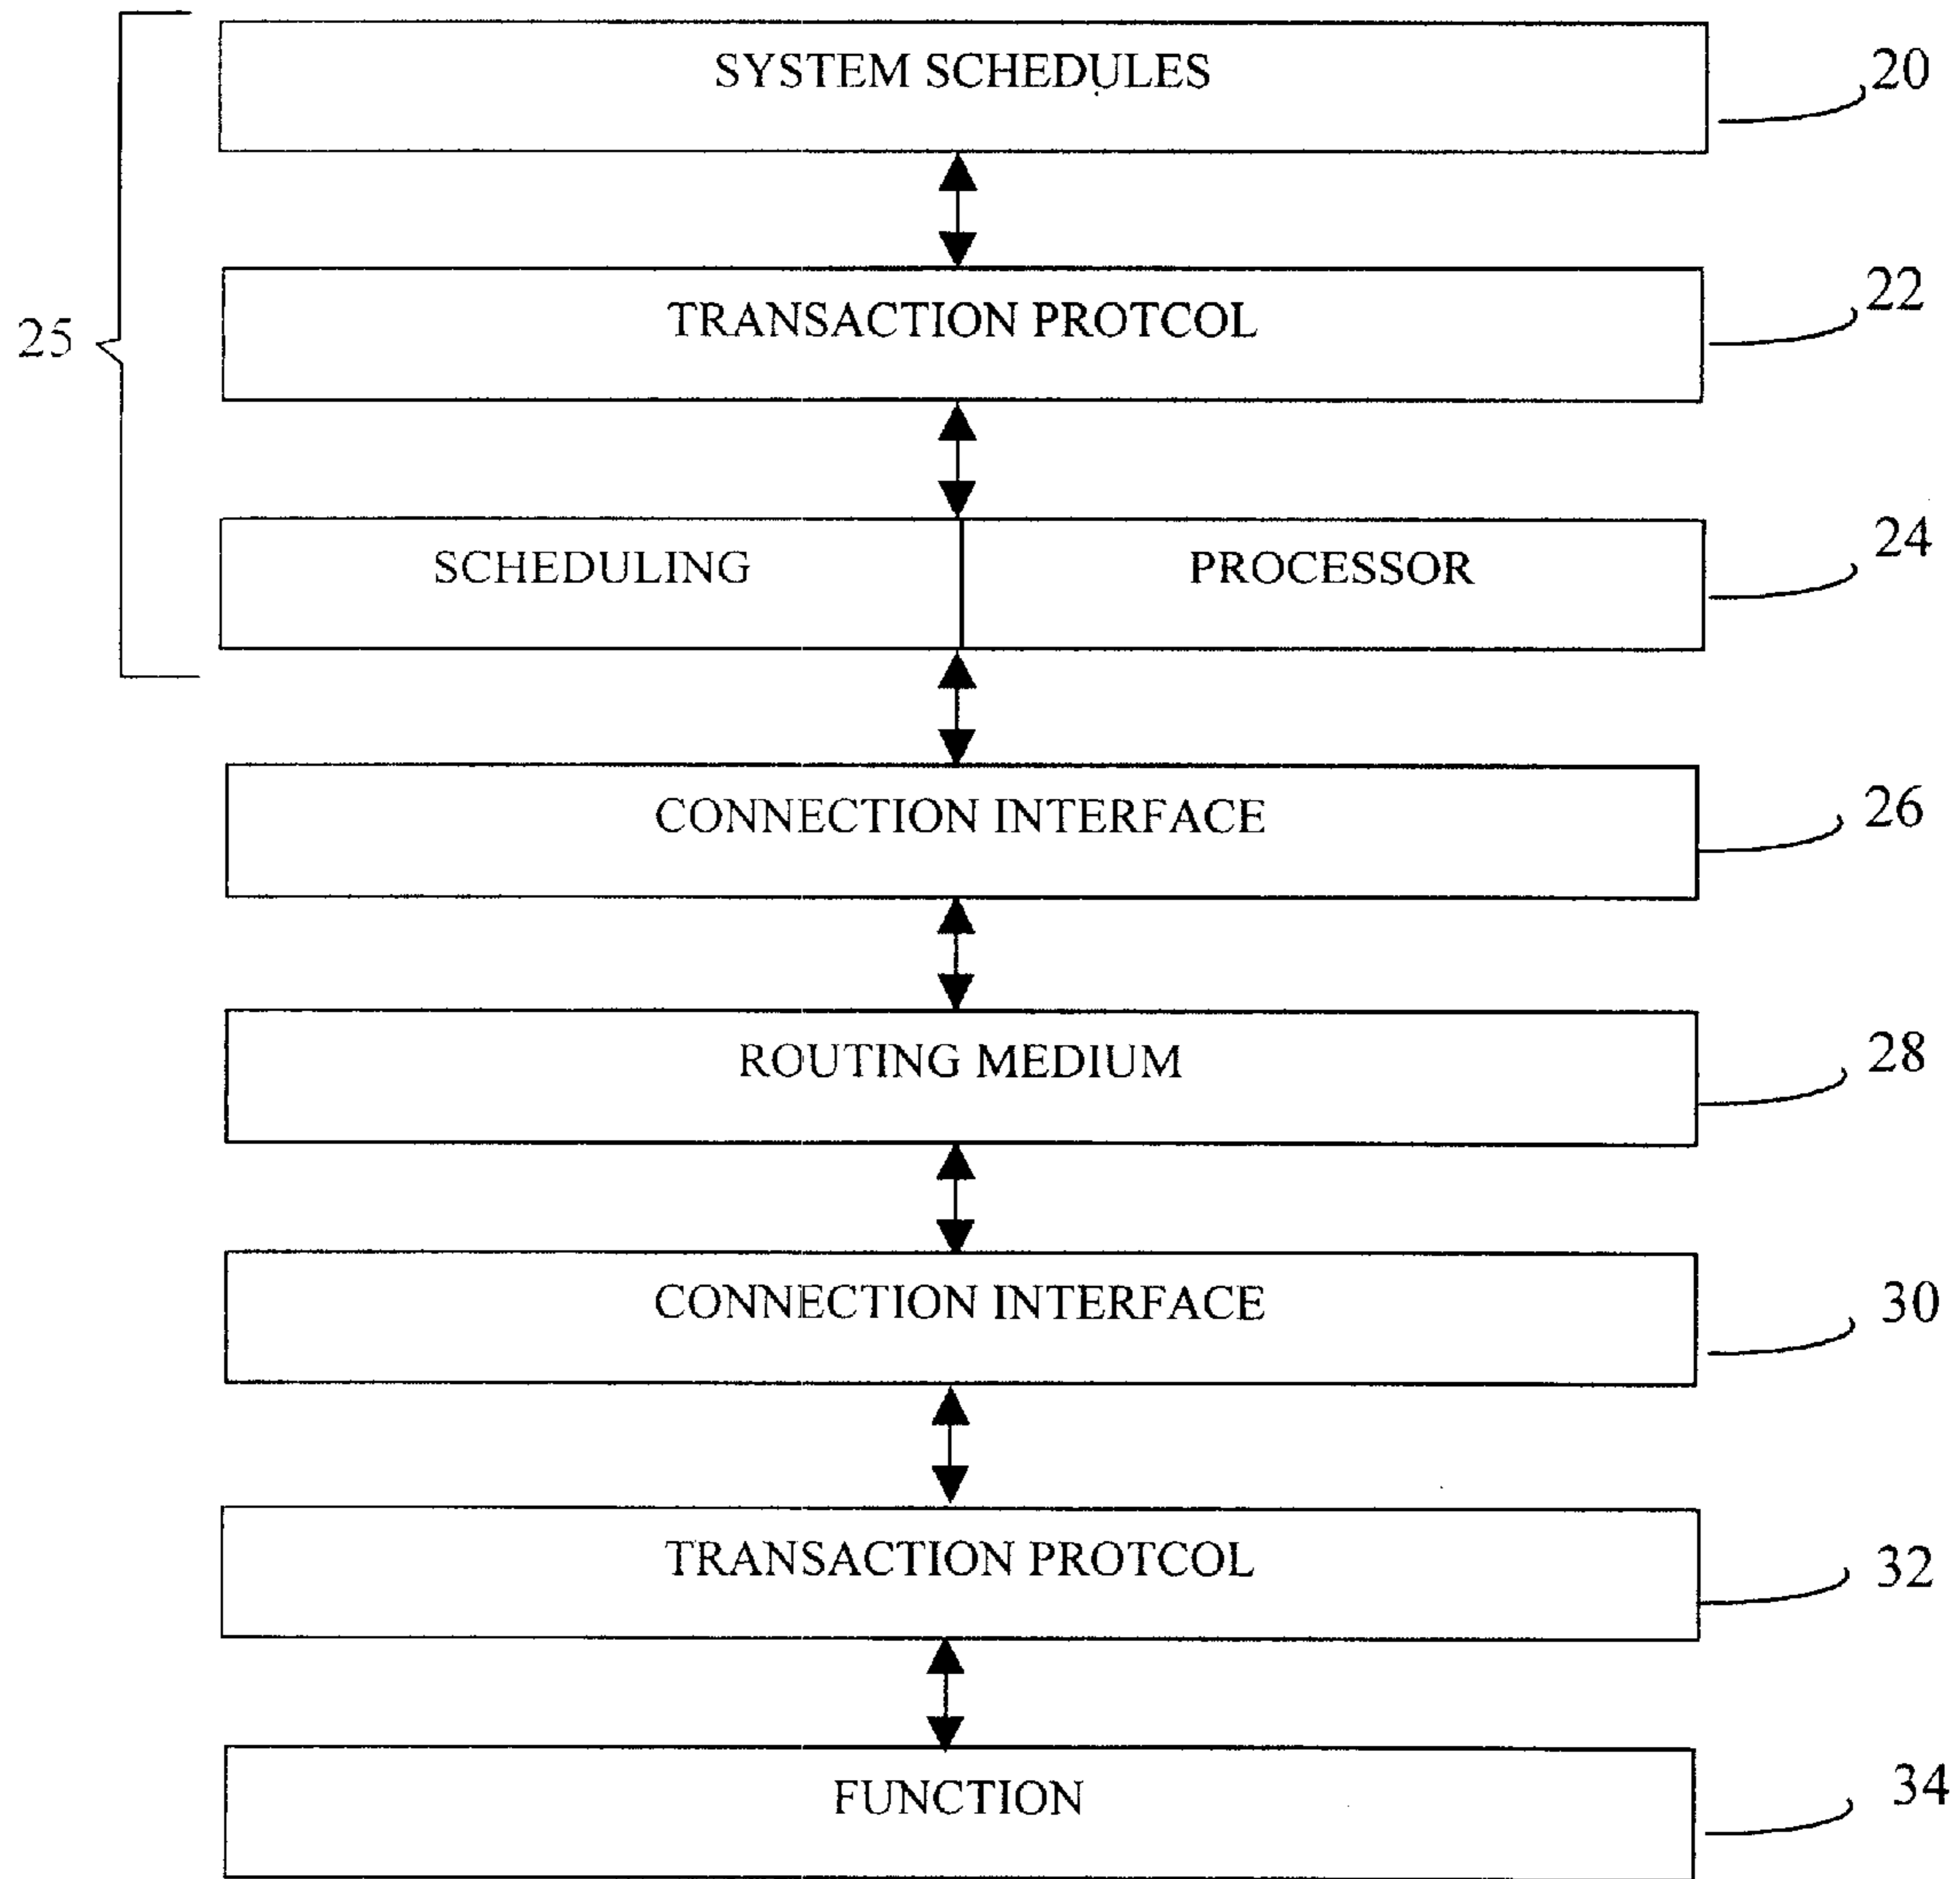 SYSTEM SCHEDULES
20
TRANSACTION PROTCOL
22
25
SCHEDULING PROCESSOR
24
CONNECTION INTERFACE
26
ROUTING MEDIUM
28
CONNECTION INTERFACE
30
TRANSACTION PROTCOL
32
FUNCTION
34